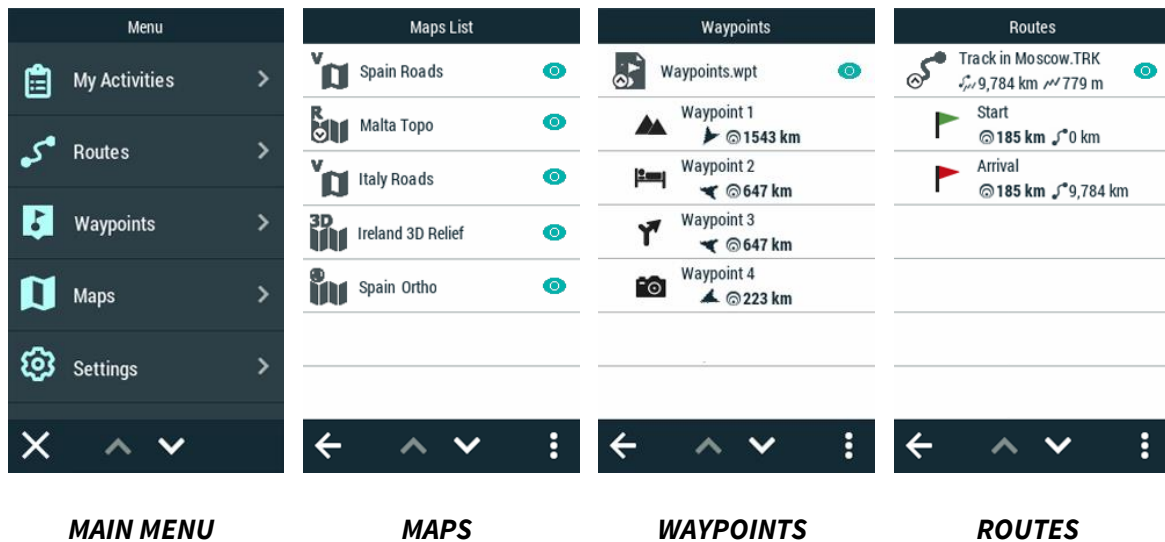 Menu
My Activities
Routes
Waypoints
Maps
Settings
MAIN MENU
Maps List
V
Spain Roads
R
Malta Topo
V
Italy Roads
3D
Ireland 3D Relief
Spain Ortho
MAPS
Waypoints
Waypoints.wpt
Waypoint 1
1543 km
Waypoint 2
647 km
Waypoint 3
647 km
Waypoint 4
223 km
WAYPOINTS
Routes
Track in Moscow.TRK
9,784 km 779 m
Start
185 km 0 km
Arrival
185 km 9,784 km
ROUTES